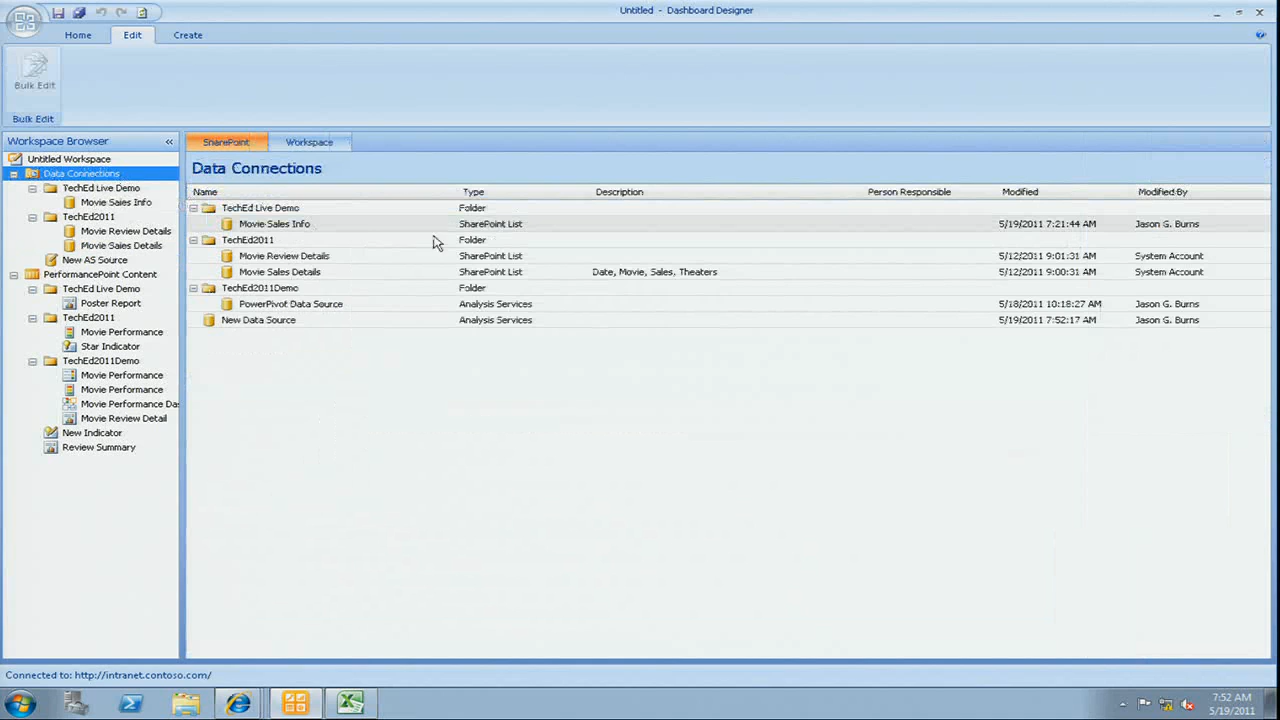 Untitled - Dashboard Designer
Home Edit Create
Bulk Edit
Bulk Edit
Workspace Browser «
Untitled Workspace
Data Connections
TechEd Live Demo
Movie Sales Info
TechEd2011
Movie Review Details
Movie Sales Details
New AS Source
PerformancePoint Content
TechEd Live Demo
Poster Report
TechEd2011
Movie Performance
Star Indicator
TechEd2011Demo
Movie Performance
Movie Performance
Movie Performance Das
Movie Review Detail
New Indicator
Review Summary
SharePoint Workspace
Data Connections
Name Type Description Person Responsible Modified Modified By
TechEd Live Demo Folder
Movie Sales Info SharePoint List 5/19/2011 7:21:44 AM Jason G. Burns
TechEd2011 Folder
Movie Review Details SharePoint List 5/12/2011 9:01:31 AM System Account
Movie Sales Details SharePoint List Date, Movie, Sales, Theaters 5/12/2011 9:00:31 AM System Account
TechEd2011Demo Folder
PowerPivot Data Source Analysis Services 5/18/2011 10:18:27 AM Jason G. Burns
New Data Source Analysis Services 5/19/2011 7:52:17 AM Jason G. Burns
Connected to: http://intranet.contoso.com/
7:52 AM
5/19/2011